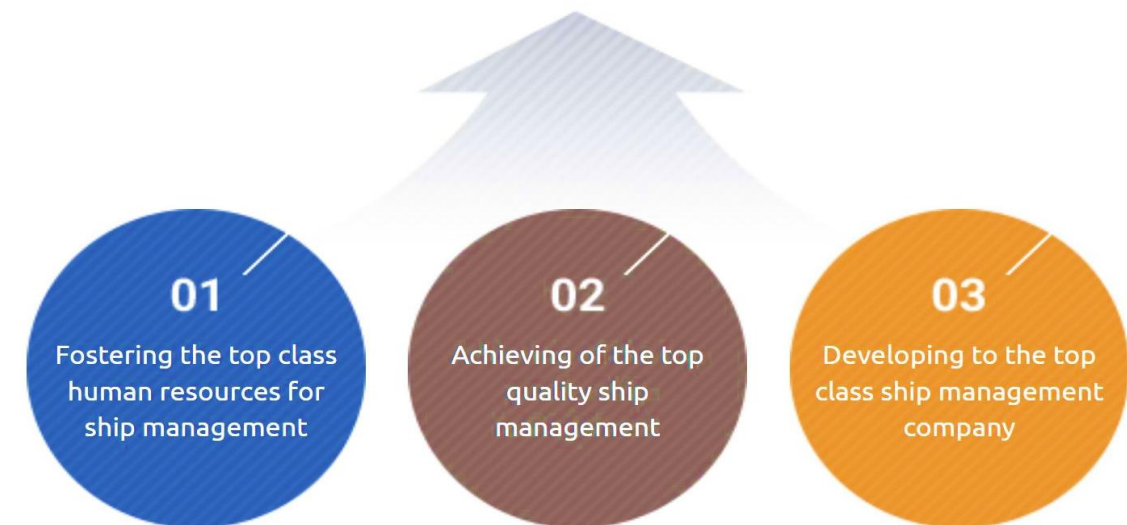 01
Fostering the top class
human resources for
ship management
02
Achieving of the top
quality ship
management
03
Developing to the top
class ship management
company